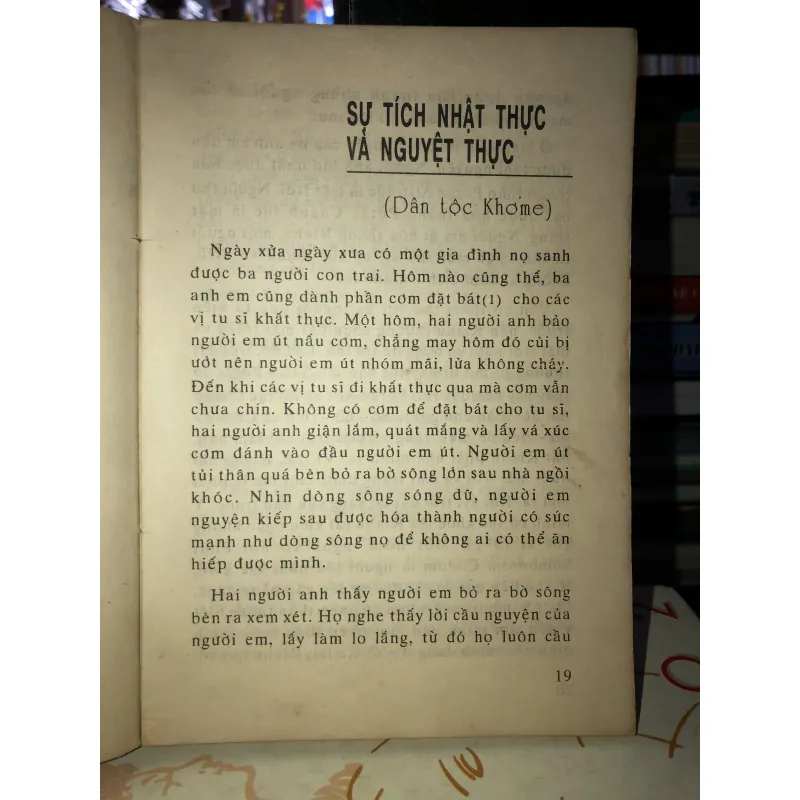 SỰ TÍCH NHẬT THỰC
VÀ NGUYỆT THỰC
(Dân tộc Khơme)
Ngày xửa ngày xưa có một gia đình nọ sanh
được ba người con trai. Hôm nào cũng thế, ba
anh em cũng dành phần cơm đặt bát(1) cho các
vị tu sĩ khất thực. Một hôm, hai người anh bảo
người em út nấu cơm, chẳng may hôm đó củi bị
ướt nên người em út nhóm mãi, lửa không cháy.
Đến khi các vị tu sĩ đi khất thực qua mà cơm vẫn
chưa chín. Không có cơm để đặt bát cho tu sĩ,
hai người anh giận lắm, quát mắng và lấy vá xúc
cơm đánh vào đầu người em út. Người em út
tủi thân quá bèn bỏ ra bờ sông lớn sau nhà ngồi
khóc. Nhìn dòng sông sóng dữ, người em
nguyện kiếp sau được hóa thành người có sức
mạnh như dòng sông nọ để không ai có thể ăn
hiếp được mình.
Hai người anh thấy người em bỏ ra bờ sông
bèn ra xem xét. Họ nghe thấy lời cầu nguyện của
người em, lấy làm lo lắng, từ đó họ luôn cầu
19